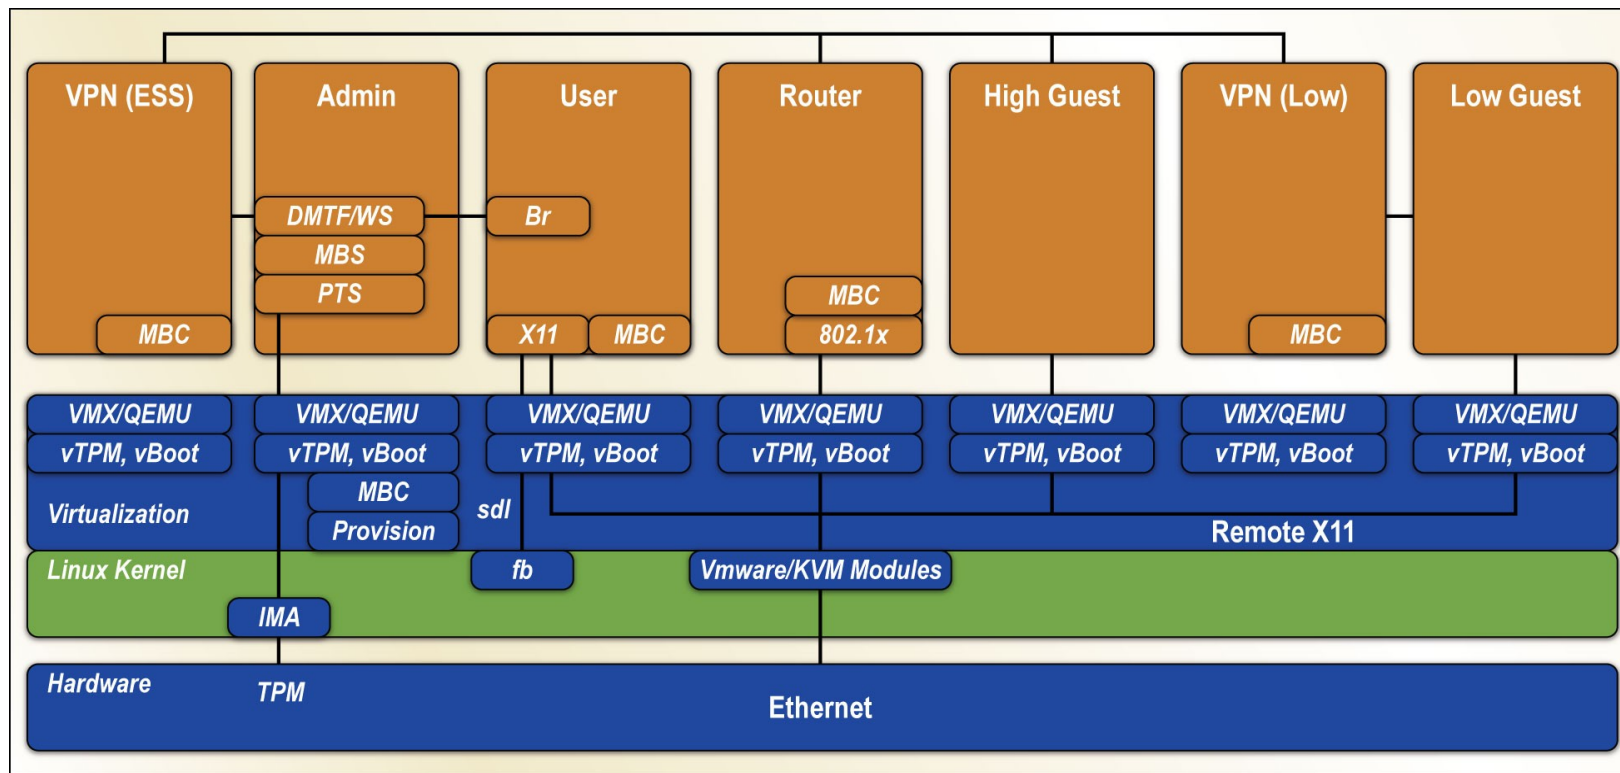 VPN (ESS) Admin User Router High Guest VPN (Low) Low Guest
DMTF/WS Br
MBS
PTS MBC
MBC X11 MBC 802.1x MBC
VMX/QEMU VMX/QEMU VMX/QEMU VMX/QEMU VMX/QEMU VMX/QEMU VMX/QEMU
vTPM, vBoot vTPM, vBoot vTPM, vBoot vTPM, vBoot vTPM, vBoot vTPM, vBoot vTPM, vBoot
MBC
Virtualization sdl
Provision Remote X11
Linux Kernel fb Vmware/KVM Modules
IMA
Hardware TPM
Ethernet